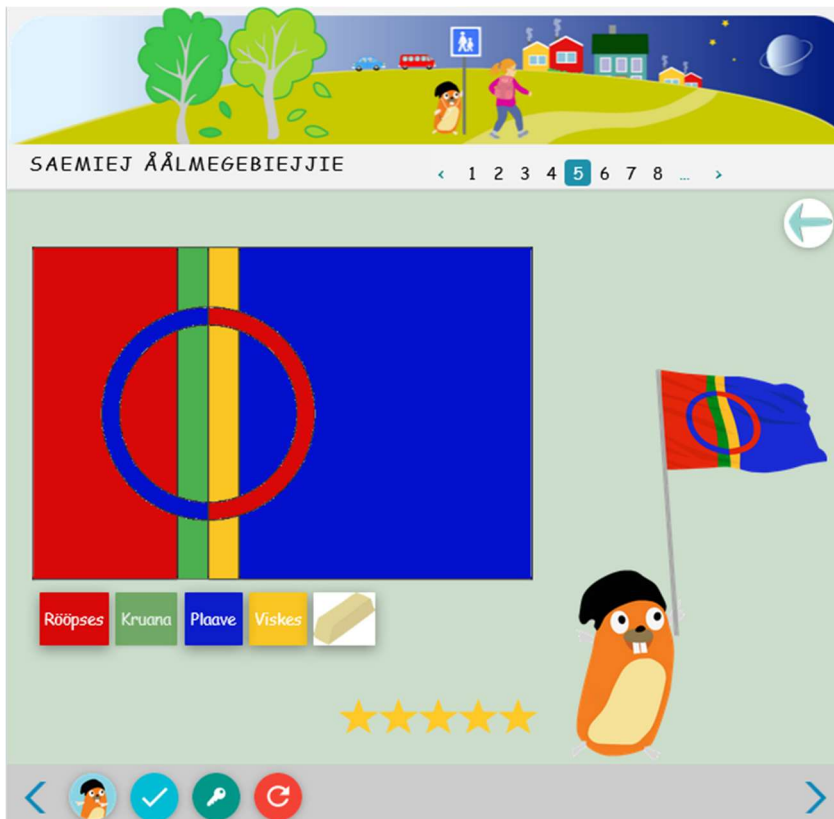 SAEMIEJ ÅÅLMEGEBIEJJIE
‹ 1 2 3 4 5 6 7 8 ... ›
Rööpses Kruana Plaave Viskes